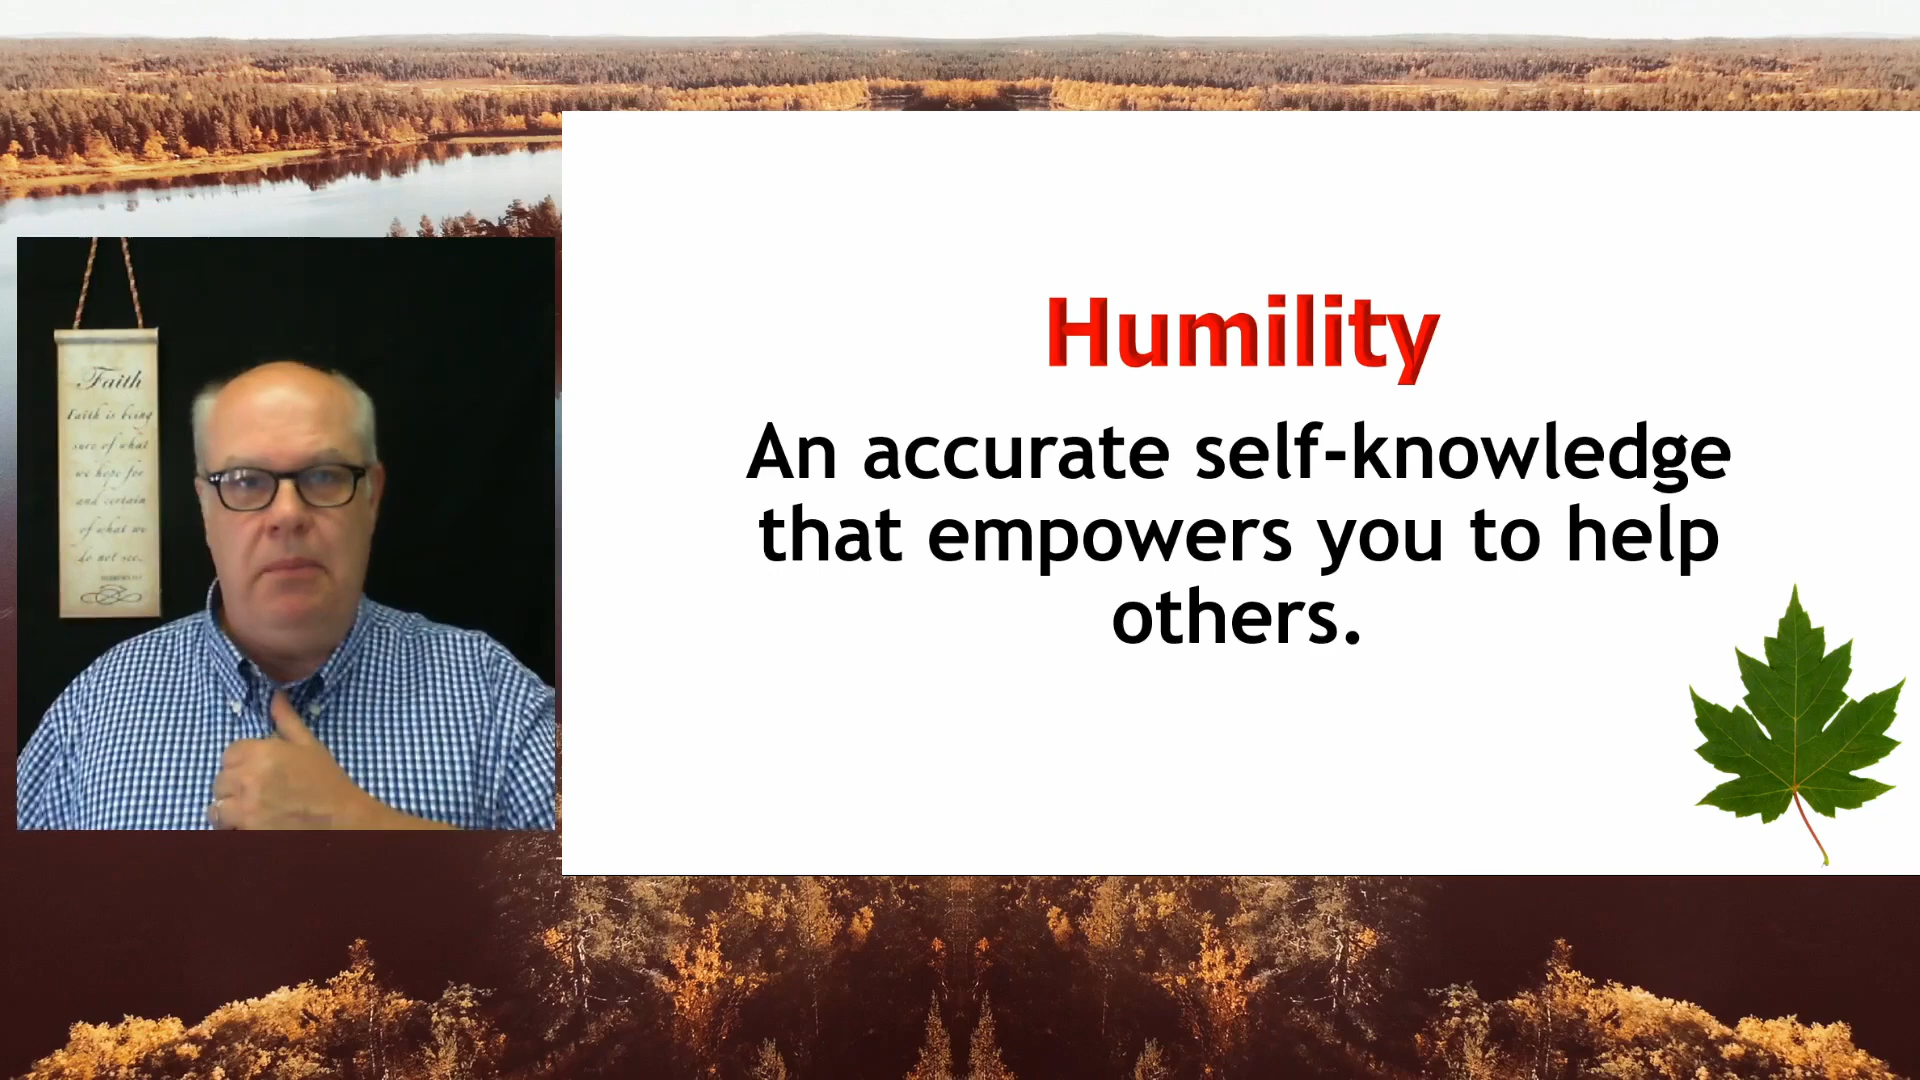 Faith
Faith is being
sure of what
we hope for
and certain
of what we
do not see.
Humility
An accurate self-knowledge
that empowers you to help
others.